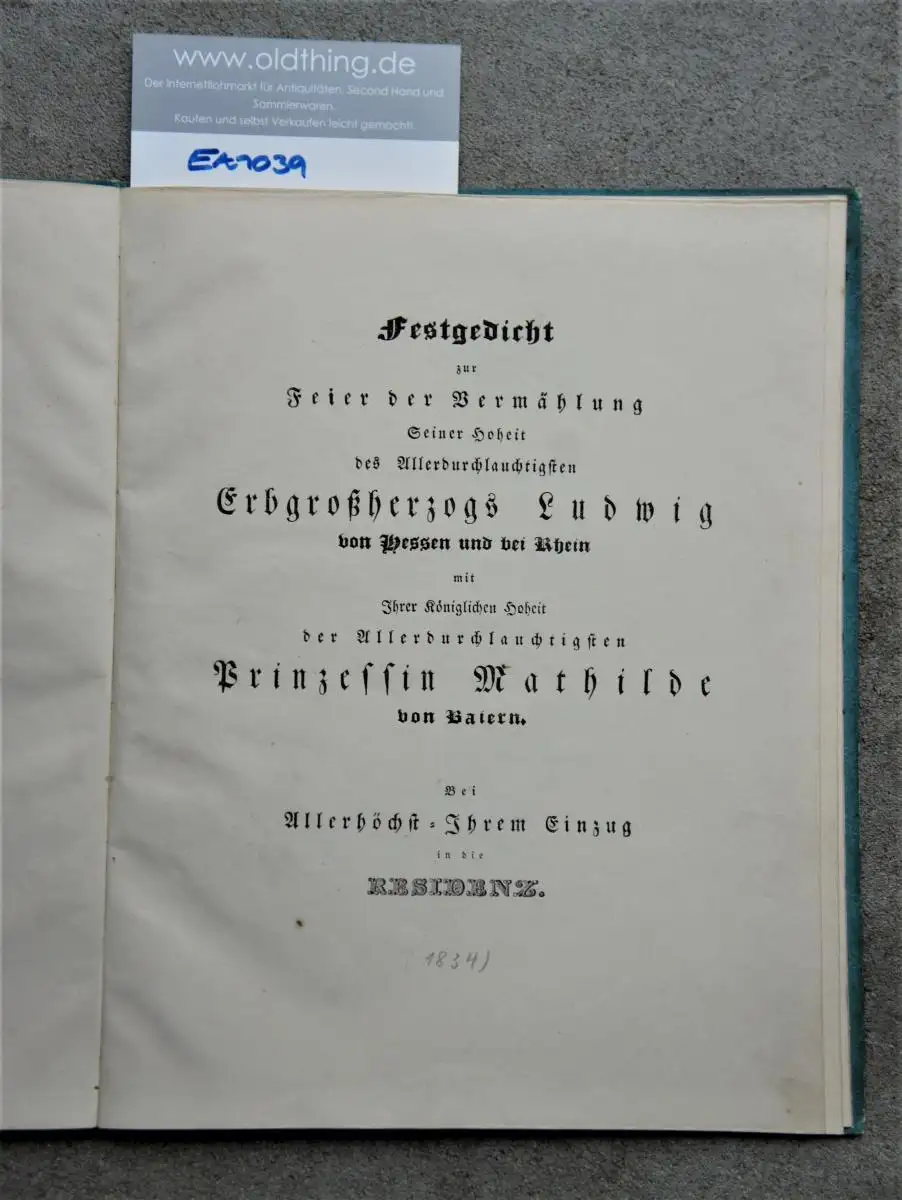 www.oldthing.de
Der Internetflohmarkt für Antiquitäten, Second Hand und
Sammlerwaren.
Kaufen und selbst Verkaufen leicht gemacht!
EA7039
Festgedicht
zur
Feier der Vermählung
Seiner Hoheit
des Allerdurchlauchtigſten
Erbgroßherzogs Ludwig
von Hessen und bei Rhein
mit
Ihrer Königlichen Hoheit
der Allerdurchlauchtigſten
Prinzeſſin Mathilde
von Baiern.
Bei
Allerhöchſt-Ihrem Einzug
in die
RESIDENZ.
(1834)